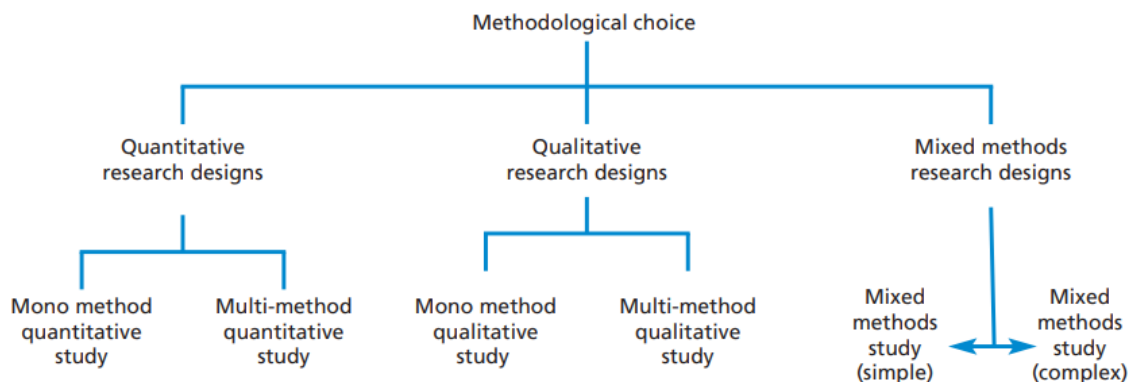 Methodological choice
Quantitative
research designs
Qualitative
research designs
Mixed methods
research designs
Mono method
quantitative
study
Multi-method
quantitative
study
Mono method
qualitative
study
Multi-method
qualitative
study
Mixed
methods
study
(simple)
Mixed
methods
study
(complex)